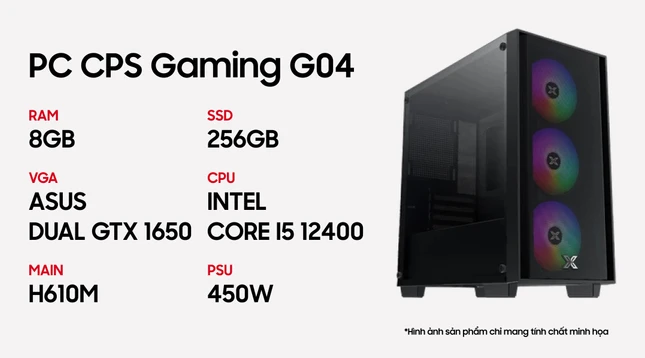 PC CPS Gaming G04
RAM
8GB
SSD
256GB
VGA
ASUS
DUAL GTX 1650
CPU
INTEL
CORE I5 12400
MAIN
H610M
PSU
450W
*Hình ảnh sản phẩm chỉ mang tính chất minh họa